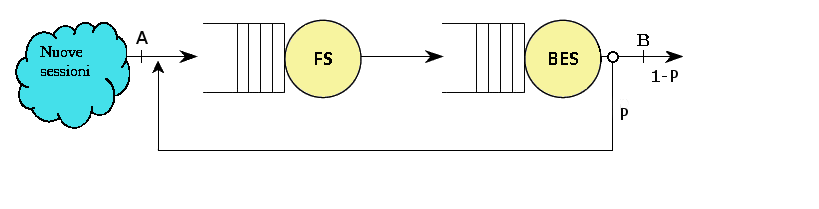 Nuove
sessioni
A
FS
BES
B
1-P
P